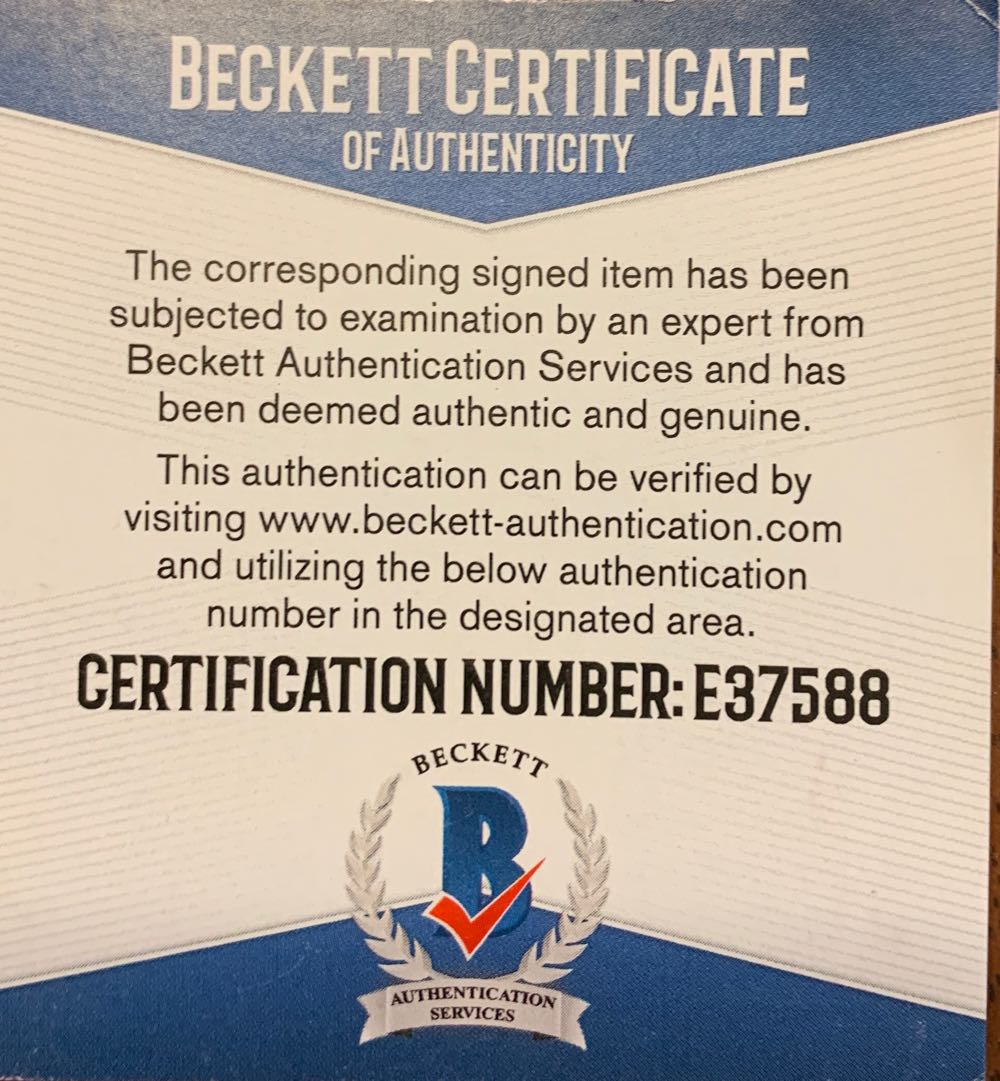 BECKETT CERTIFICATE
OF AUTHENTICITY
The corresponding signed item has been
subjected to examination by an expert from
Beckett Authentication Services and has
been deemed authentic and genuine.
This authentication can be verified by
visiting www.beckett-authentication.com
and utilizing the below authentication
number in the designated area.
CERTIFICATION NUMBER: E37588
BECKETT
B
AUTHENTICATION
SERVICES